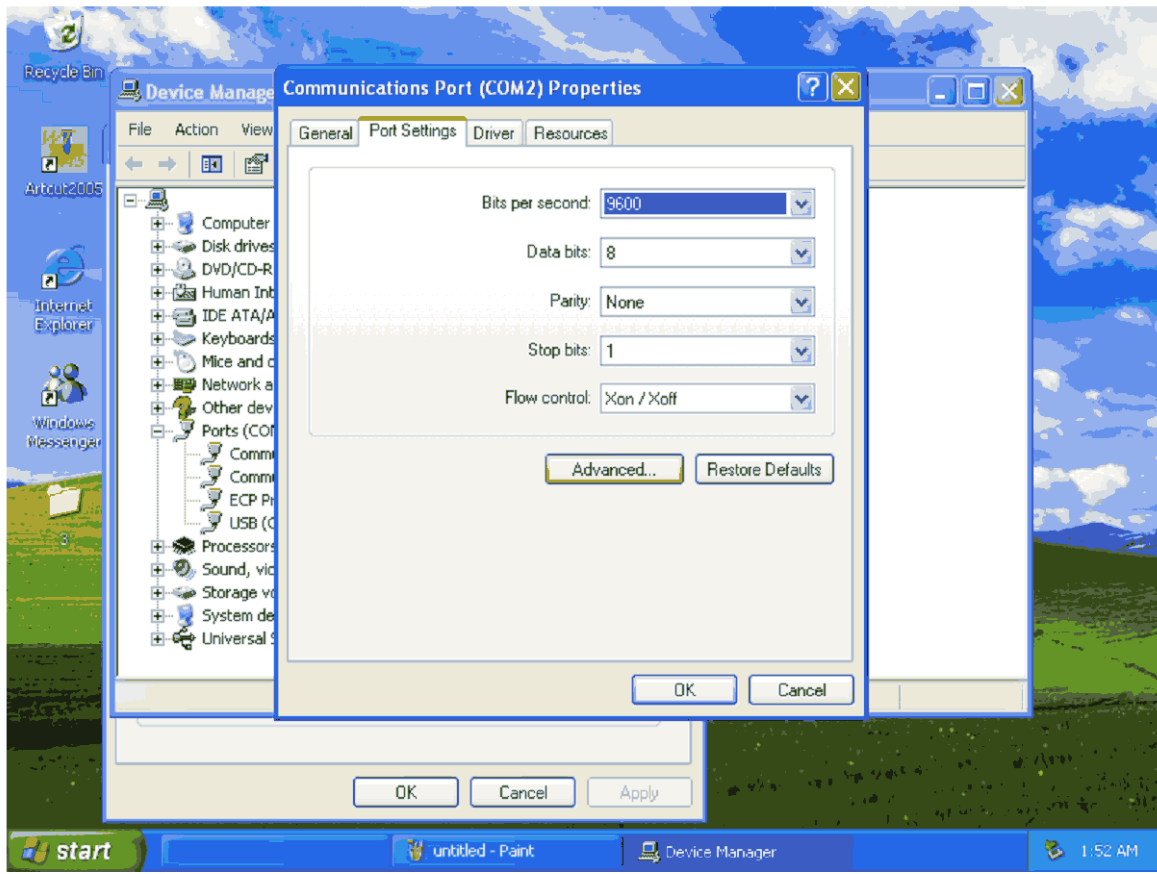 Recycle Bin
Artcut2005
Internet
Explorer
Windows
Messenger
3
Device Manage
File Action View
Computer
Disk drives
DVD/CD-R
Human Int
IDE ATA/A
Keyboards
Mice and o
Network a
Other dev
Ports (COM
Commu
Commu
ECP Pr
USB (C
Processors
Sound, vid
Storage vo
System de
Universal S
Communications Port (COM2) Properties
General Port Settings Driver Resources
Bits per second: 9600
Data bits: 8
Parity: None
Stop bits: 1
Flow control: Xon / Xoff
Advanced... Restore Defaults
OK Cancel
OK Cancel Apply
start untitled - Paint Device Manager 1:52 AM